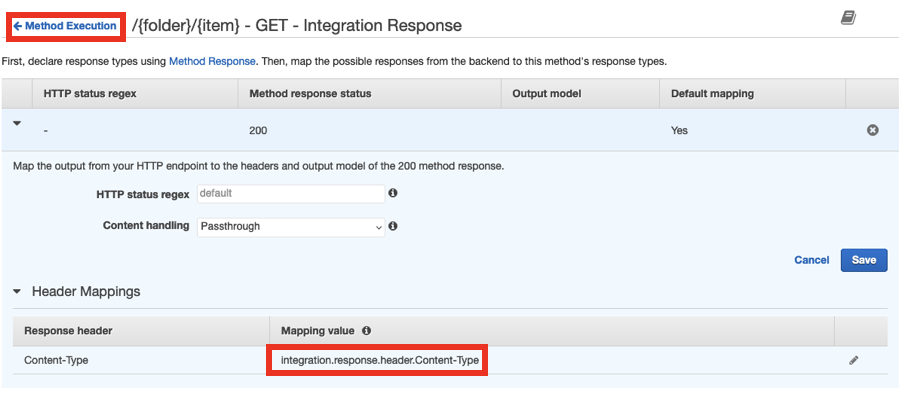 ← Method Execution /{folder}/{item} - GET - Integration Response
First, declare response types using Method Response. Then, map the possible responses from the backend to this method's response types.
HTTP status regex Method response status Output model Default mapping
- 200 Yes
Map the output from your HTTP endpoint to the headers and output model of the 200 method response.
HTTP status regex default
Content handling Passthrough
Cancel Save
Header Mappings
Response header Mapping value
Content-Type integration.response.header.Content-Type